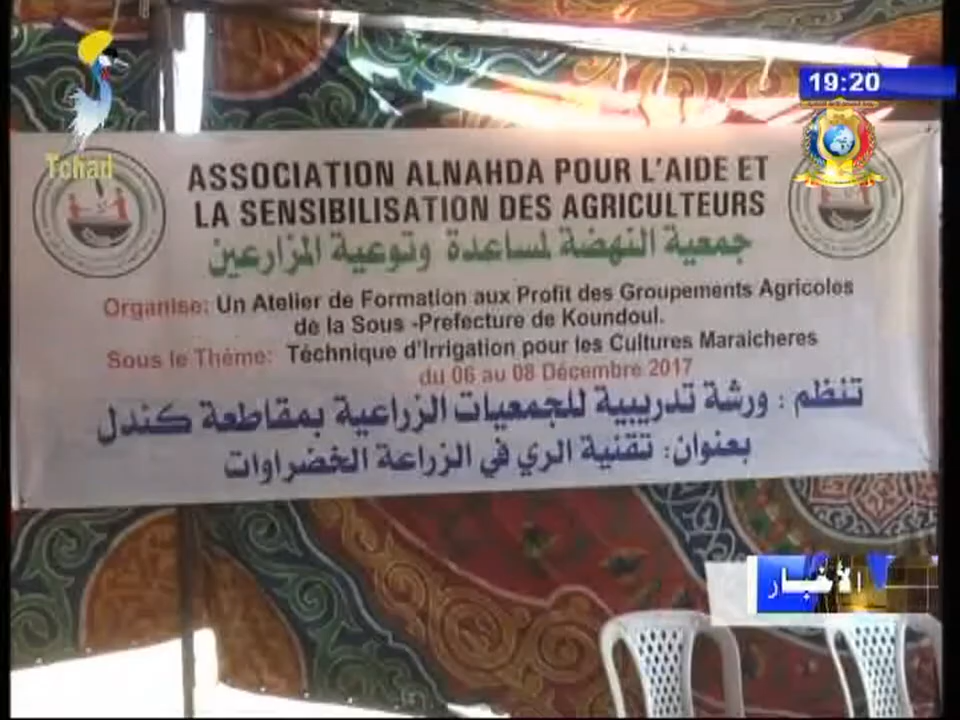 19:20
Tchad
ASSOCIATION ALNAHDA POUR L'AIDE ET
LA SENSIBILISATION DES AGRICULTEURS
جمعية النهضة لمساعدة وتوعية المزارعين
Organise: Un Atelier de Formation aux Profit des Groupements Agricoles
de la Sous -Prefecture de Koundoul.
Sous le Thème: Téchnique d'Irrigation pour les Cultures Maraicheres
du 06 au 08 Décembre 2017
تنظم : ورشة تدريبية للجمعيات الزراعية بمقاطعة كندل
بعنوان: تقنية الري في الزراعة الخضراوات
الأخبار